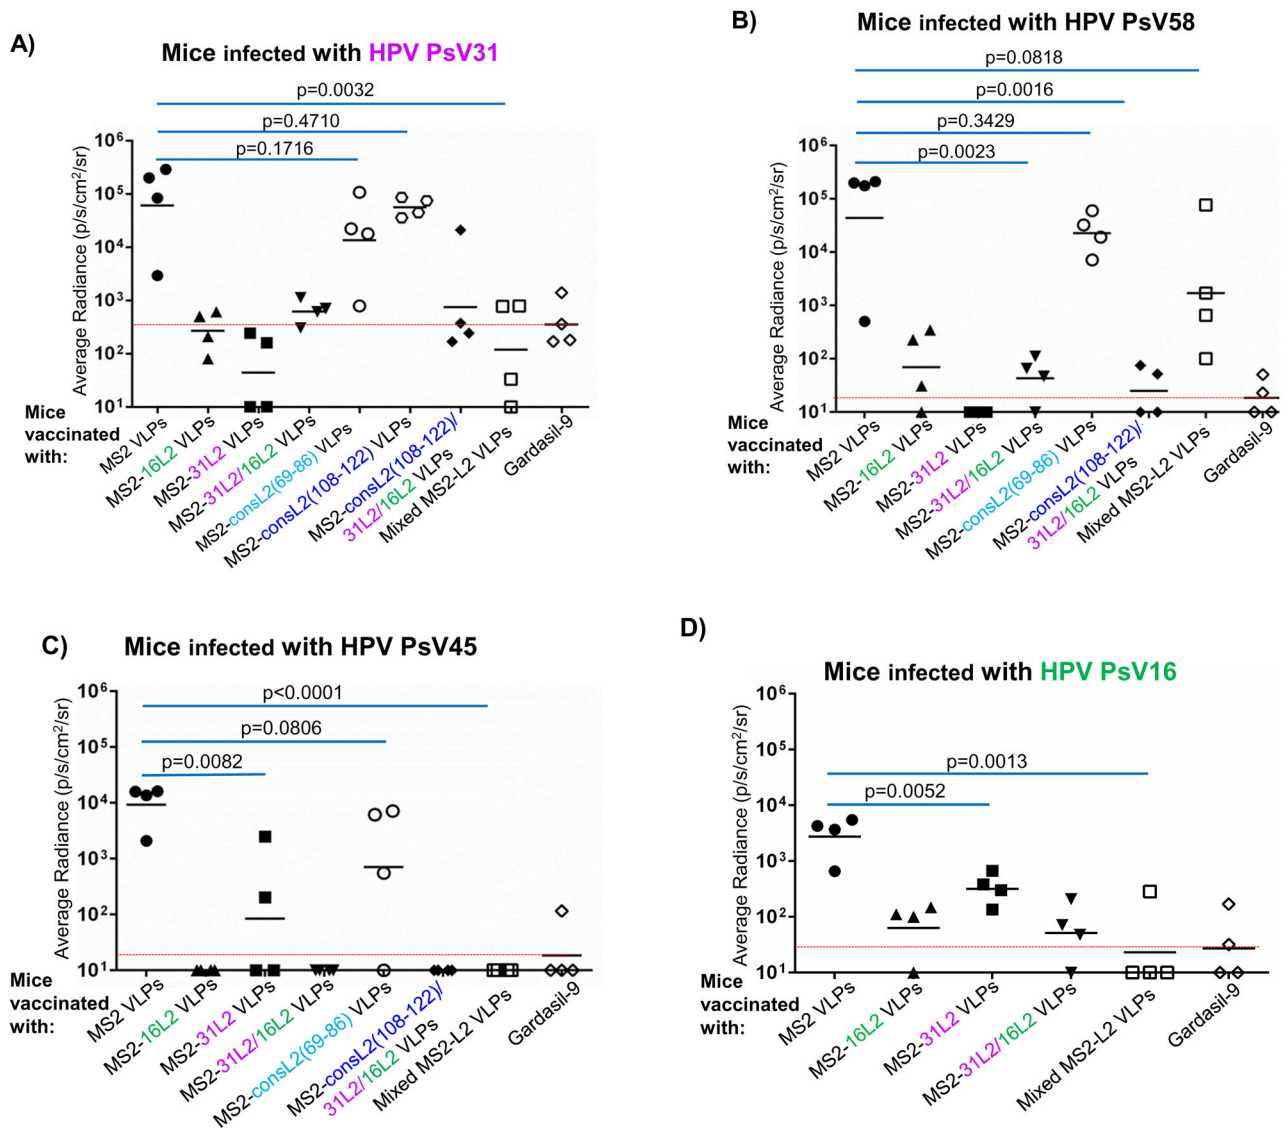 A)
Mice infected with HPV PsV31
p=0.0032
p=0.4710
p=0.1716
Average Radiance (p/s/cm²/sr)
10⁶
10⁵
10⁴
10³
10²
10¹
Mice
vaccinated
with:
MS2 VLPs
MS2-16L2 VLPs
MS2-31L2 VLPs
MS2-31L2/16L2 VLPs
MS2-consL2(69-86) VLPs
MS2-consL2(108-122) VLPs
MS2-consL2(108-122)/
31L2/16L2 VLPs
Mixed MS2-L2 VLPs
Gardasil-9
B)
Mice infected with HPV PsV58
p=0.0818
p=0.0016
p=0.3429
p=0.0023
Average Radiance (p/s/cm²/sr)
10⁶
10⁵
10⁴
10³
10²
10¹
Mice
vaccinated
with:
MS2 VLPs
MS2-16L2 VLPs
MS2-31L2 VLPs
MS2-31L2/16L2 VLPs
MS2-consL2(69-86) VLPs
MS2-consL2(108-122)/
31L2/16L2 VLPs
Mixed MS2-L2 VLPs
Gardasil-9
C)
Mice infected with HPV PsV45
p<0.0001
p=0.0806
p=0.0082
Average Radiance (p/s/cm²/sr)
10⁶
10⁵
10⁴
10³
10²
10¹
Mice
vaccinated
with:
MS2 VLPs
MS2-16L2 VLPs
MS2-31L2 VLPs
MS2-31L2/16L2 VLPs
MS2-consL2(69-86) VLPs
MS2-consL2(108-122)/
31L2/16L2 VLPs
Mixed MS2-L2 VLPs
Gardasil-9
D)
Mice infected with HPV PsV16
p=0.0013
p=0.0052
Average Radiance (p/s/cm²/sr)
10⁶
10⁵
10⁴
10³
10²
10¹
Mice
vaccinated
with:
MS2 VLPs
MS2-16L2 VLPs
MS2-31L2 VLPs
MS2-31L2/16L2 VLPs
Mixed MS2-L2 VLPs
Gardasil-9